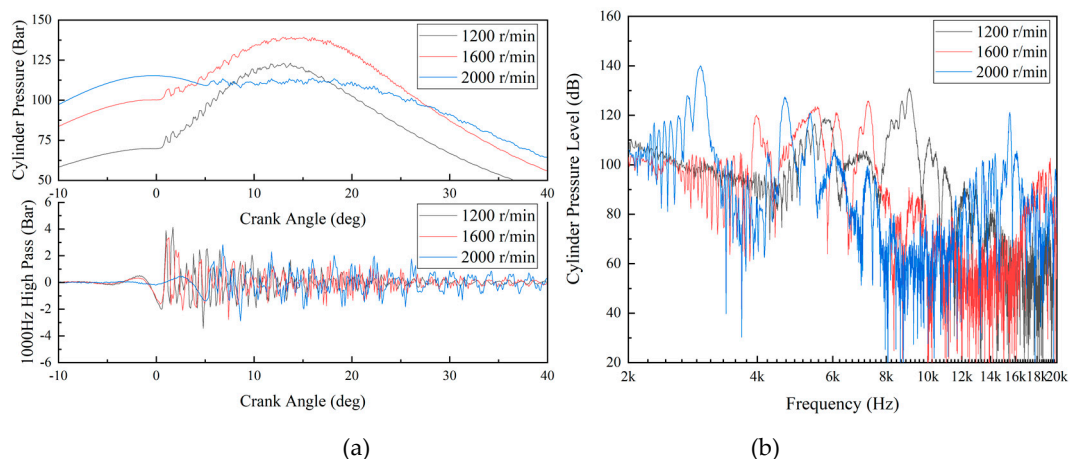 150
125
100
75
50
Cylinder Pressure (Bar)
1200 r/min
1600 r/min
2000 r/min
-10 0 10 20 30 40
Crank Angle (deg)
6
4
2
0
-2
-4
-6
1000Hz High Pass (Bar)
1200 r/min
1600 r/min
2000 r/min
-10 0 10 20 30 40
Crank Angle (deg)
(a)
160
140
120
100
80
60
40
20
Cylinder Pressure Level (dB)
1200 r/min
1600 r/min
2000 r/min
2k 4k 6k 8k 10k 12k 14k 16k 18k 20k
Frequency (Hz)
(b)